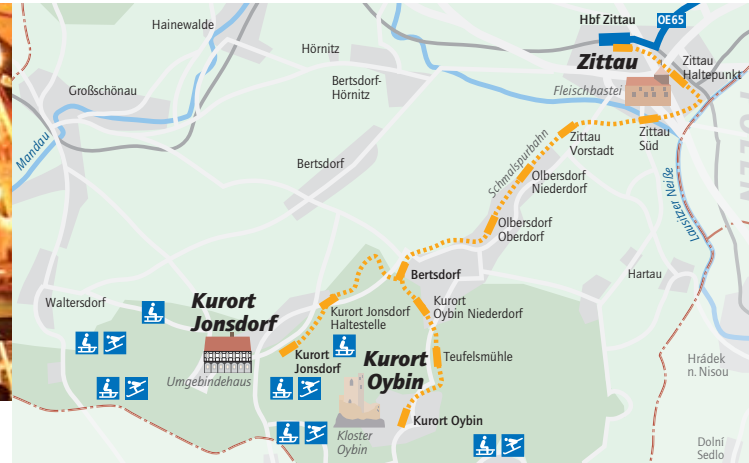 Hainewalde
Hbf Zittau
OE65
Hörnitz
Zittau
Zittau
Haltepunkt
Großschönau
Bertsdorf-
Hörnitz
Fleischbastei
POLEN
Mandau
Zittau
Vorstadt
Zittau
Süd
Schmalspurbahn
Bertsdorf
Olbersdorf
Niederdorf
Lausitzer Neiße
Olbersdorf
Oberdorf
Bertsdorf
Hartau
Waltersdorf
Kurort
Jonsdorf
Kurort Jonsdorf
Haltestelle
Kurort
Oybin Niederdorf
Umgebindehaus
Kurort
Jonsdorf
Kurort
Oybin
Teufelsmühle
Hrádek
n. Nisou
Kloster
Oybin
Kurort Oybin
Dolní
Sedlo